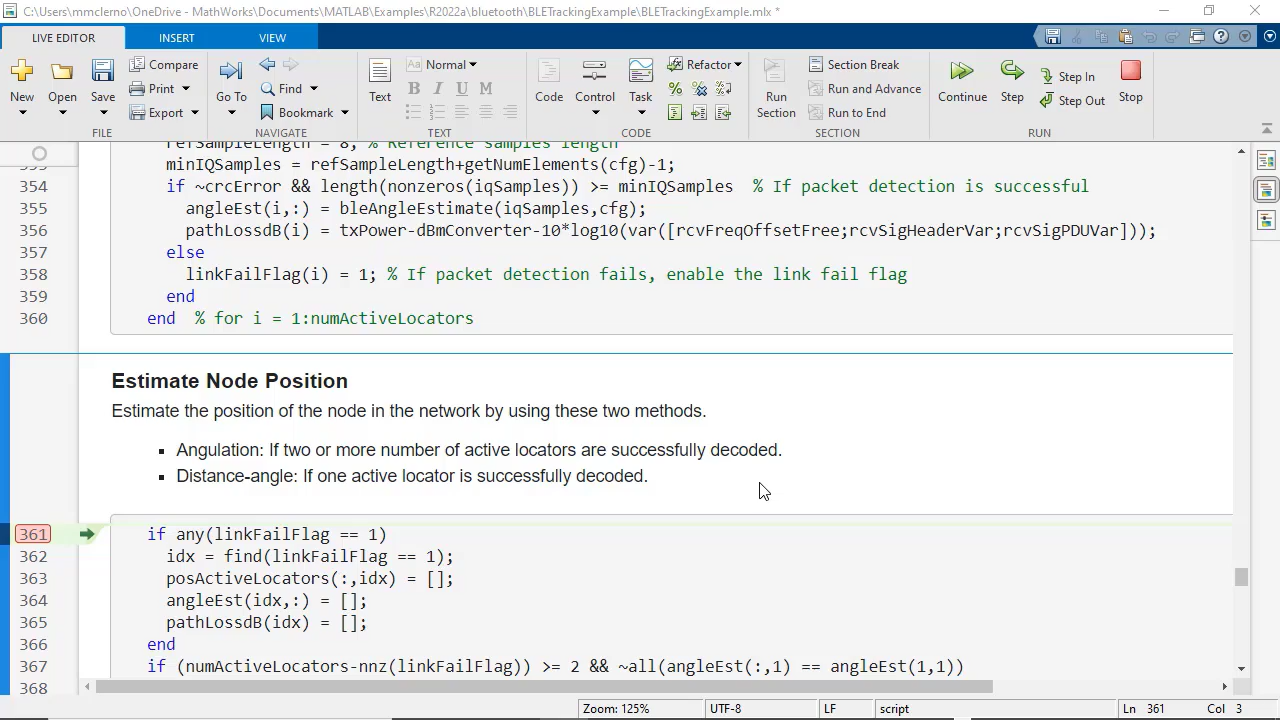 C:\Users\mmclerno\OneDrive - MathWorks\Documents\MATLAB\Examples\R2022a\bluetooth\BLETrackingExample\BLETrackingExample.mlx *
LIVE EDITOR INSERT VIEW
New Open Save Compare Print Export
FILE
Go To Find Bookmark
NAVIGATE
Text Aa Normal B I U M
TEXT
Code Control Task Refactor
CODE
Run Section Section Break Run and Advance Run to End
SECTION
Continue Step Step In Step Out Stop
RUN
refSampleLength = 8; % Reference samples length
353 minIQSamples = refSampleLength+getNumElements(cfg)-1;
354 if ~crcError && length(nonzeros(iqSamples)) >= minIQSamples % If packet detection is successful
355 angleEst(i,:) = bleAngleEstimate(iqSamples,cfg);
356 pathLossdB(i) = txPower-dBmConverter-10*log10(var([rcvFreqOffsetFree;rcvSigHeaderVar;rcvSigPDUVar]));
357 else
358 linkFailFlag(i) = 1; % If packet detection fails, enable the link fail flag
359 end
360 end % for i = 1:numActiveLocators
Estimate Node Position
Estimate the position of the node in the network by using these two methods.
▪ Angulation: If two or more number of active locators are successfully decoded.
▪ Distance-angle: If one active locator is successfully decoded.
361 if any(linkFailFlag == 1)
362 idx = find(linkFailFlag == 1);
363 posActiveLocators(:,idx) = [];
364 angleEst(idx,:) = [];
365 pathLossdB(idx) = [];
366 end
367 if (numActiveLocators-nnz(linkFailFlag)) >= 2 && ~all(angleEst(:,1) == angleEst(1,1))
368
Zoom: 125% UTF-8 LF script Ln 361 Col 3